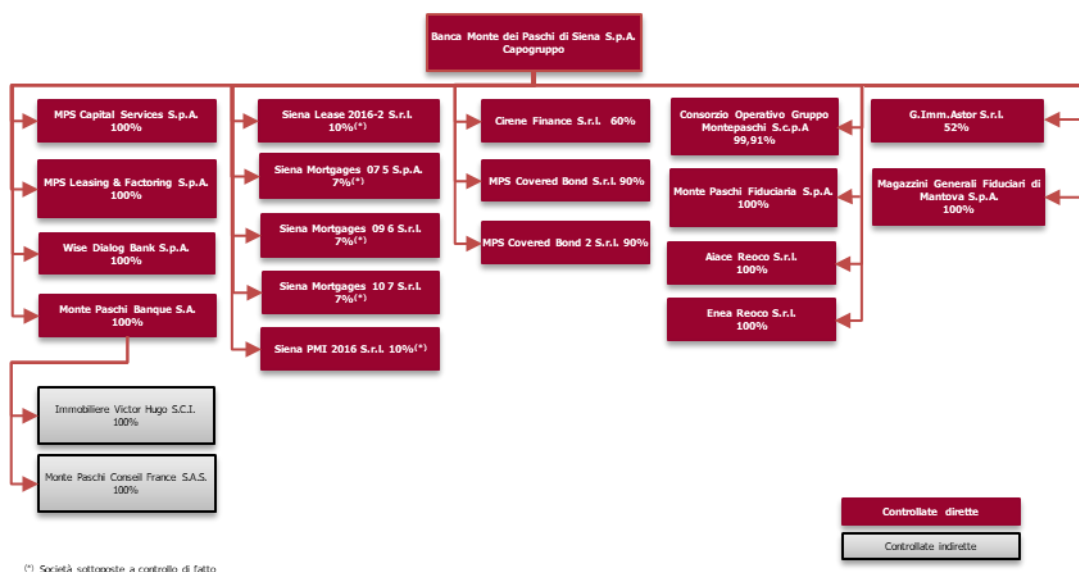 Banca Monte dei Paschi di Siena S.p.A.
Capogruppo
MPS Capital Services S.p.A.
100%
MPS Leasing & Factoring S.p.A.
100%
Wise Dialog Bank S.p.A.
100%
Monte Paschi Banque S.A.
100%
Immobiliere Victor Hugo S.C.I.
100%
Monte Paschi Conseil France S.A.S.
100%
Siena Lease 2016-2 S.r.l.
10%(*)
Siena Mortgages 07 5 S.p.A.
7%(*)
Siena Mortgages 09 6 S.r.l.
7%(*)
Siena Mortgages 10 7 S.r.l.
7%(*)
Siena PMI 2016 S.r.l. 10%(*)
Cirene Finance S.r.l. 60%
MPS Covered Bond S.r.l. 90%
MPS Covered Bond 2 S.r.l. 90%
Consorzio Operativo Gruppo
Montepaschi S.c.p.A
99,91%
Monte Paschi Fiduciaria S.p.A.
100%
Aiace Reoco S.r.l.
100%
Enea Reoco S.r.l.
100%
G.Imm.Astor S.r.l.
52%
Magazzini Generali Fiduciari di
Mantova S.p.A.
100%
Controllate dirette
Controllate indirette
(*) Società sottoposte a controllo di fatto